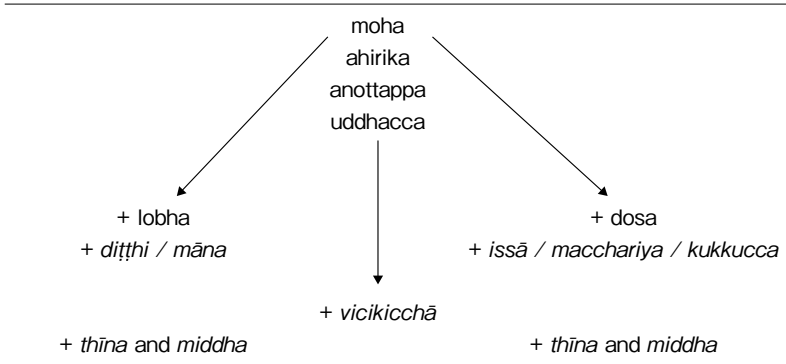 moha
ahirika
anottappa
uddhacca
+ lobha
+ diṭṭhi / māna
+ dosa
+ issā / macchariya / kukkucca
+ vicikicchā
+ thīna and middha
+ thīna and middha